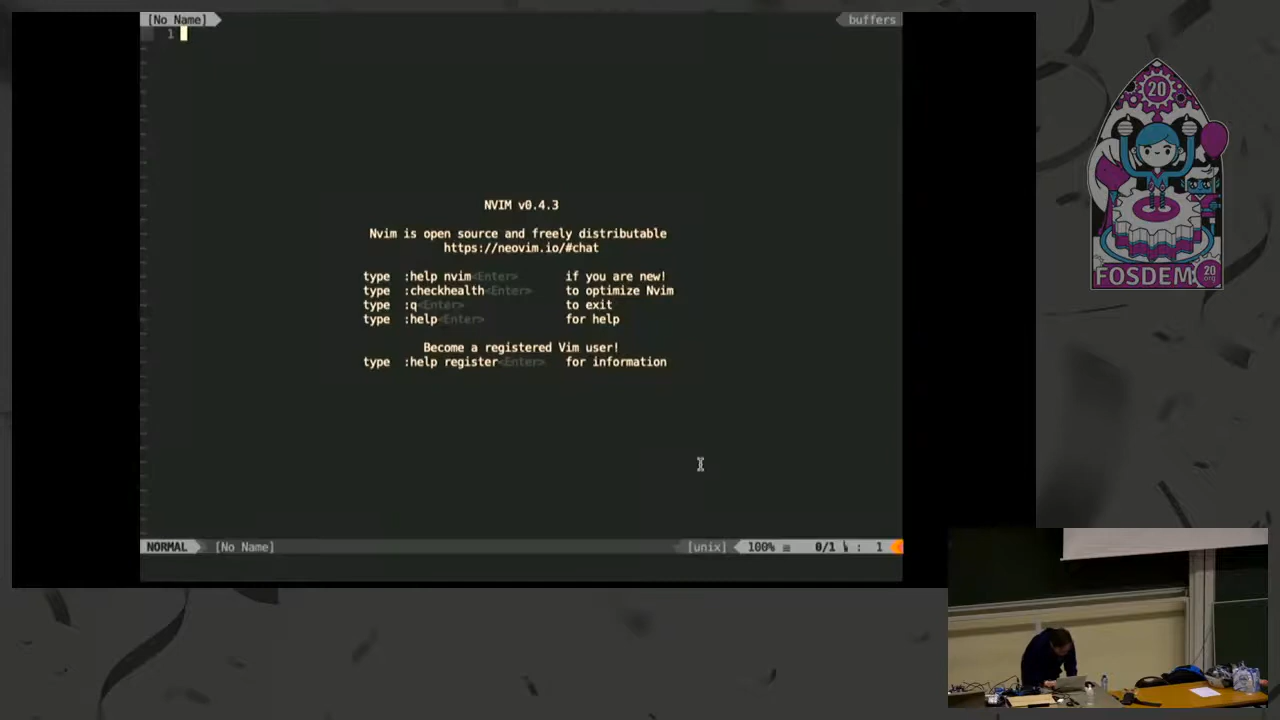 [No Name]
buffers
1
NVIM v0.4.3
Nvim is open source and freely distributable
https://neovim.io/#chat
type :help nvim<Enter> if you are new!
type :checkhealth<Enter> to optimize Nvim
type :q<Enter> to exit
type :help<Enter> for help
Become a registered Vim user!
type :help register<Enter> for information
NORMAL [No Name] [unix] 100% 0/1 : 1
20
FOSDEM 20
.org